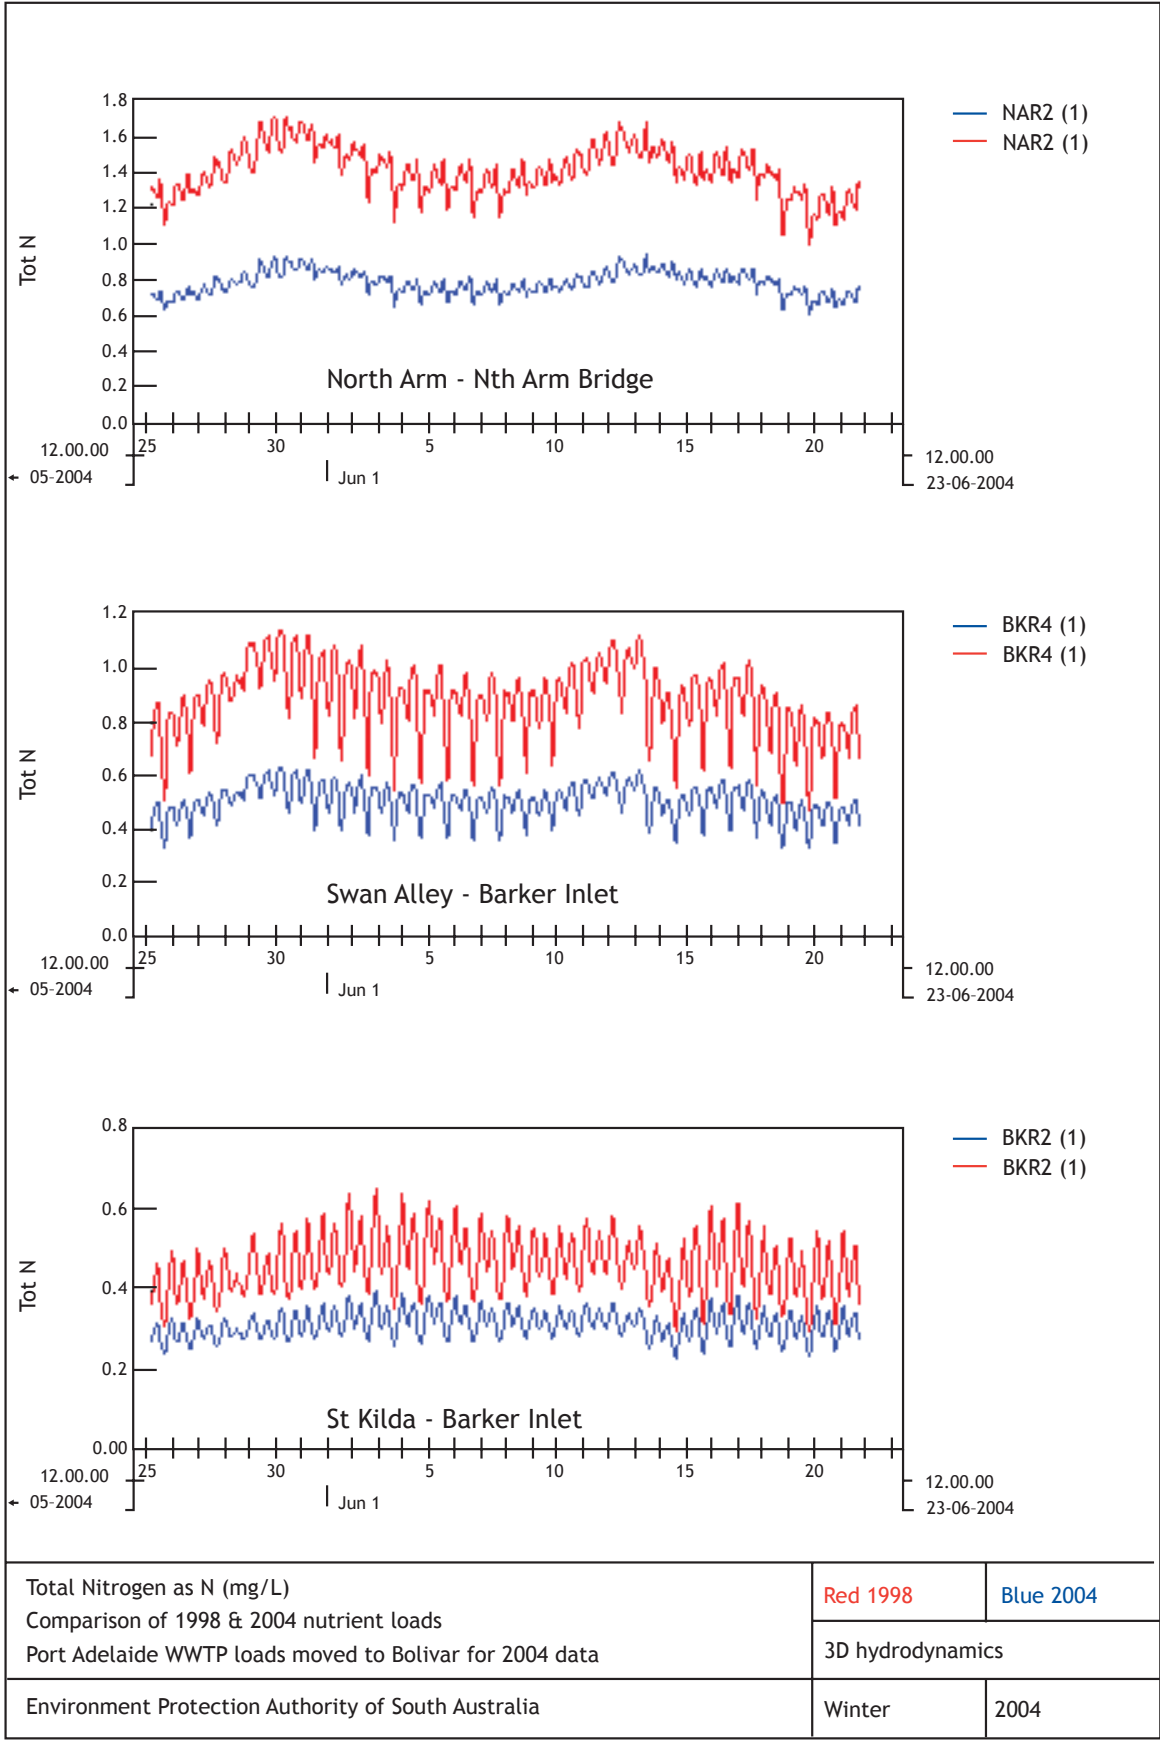 1.8
1.6
1.4
1.2
1.0
0.8
0.6
0.4
0.2
0.0
Tot N
NAR2 (1)
NAR2 (1)
North Arm - Nth Arm Bridge
25 30 5 10 15 20
12.00.00
05-2004
Jun 1
12.00.00
23-06-2004
1.2
1.0
0.8
0.6
0.4
0.2
0.0
Tot N
BKR4 (1)
BKR4 (1)
Swan Alley - Barker Inlet
25 30 5 10 15 20
12.00.00
05-2004
Jun 1
12.00.00
23-06-2004
0.8
0.6
0.4
0.2
0.00
Tot N
BKR2 (1)
BKR2 (1)
St Kilda - Barker Inlet
25 30 5 10 15 20
12.00.00
05-2004
Jun 1
12.00.00
23-06-2004
Total Nitrogen as N (mg/L)
Comparison of 1998 & 2004 nutrient loads
Port Adelaide WWTP loads moved to Bolivar for 2004 data
Red 1998
Blue 2004
3D hydrodynamics
Environment Protection Authority of South Australia
Winter
2004